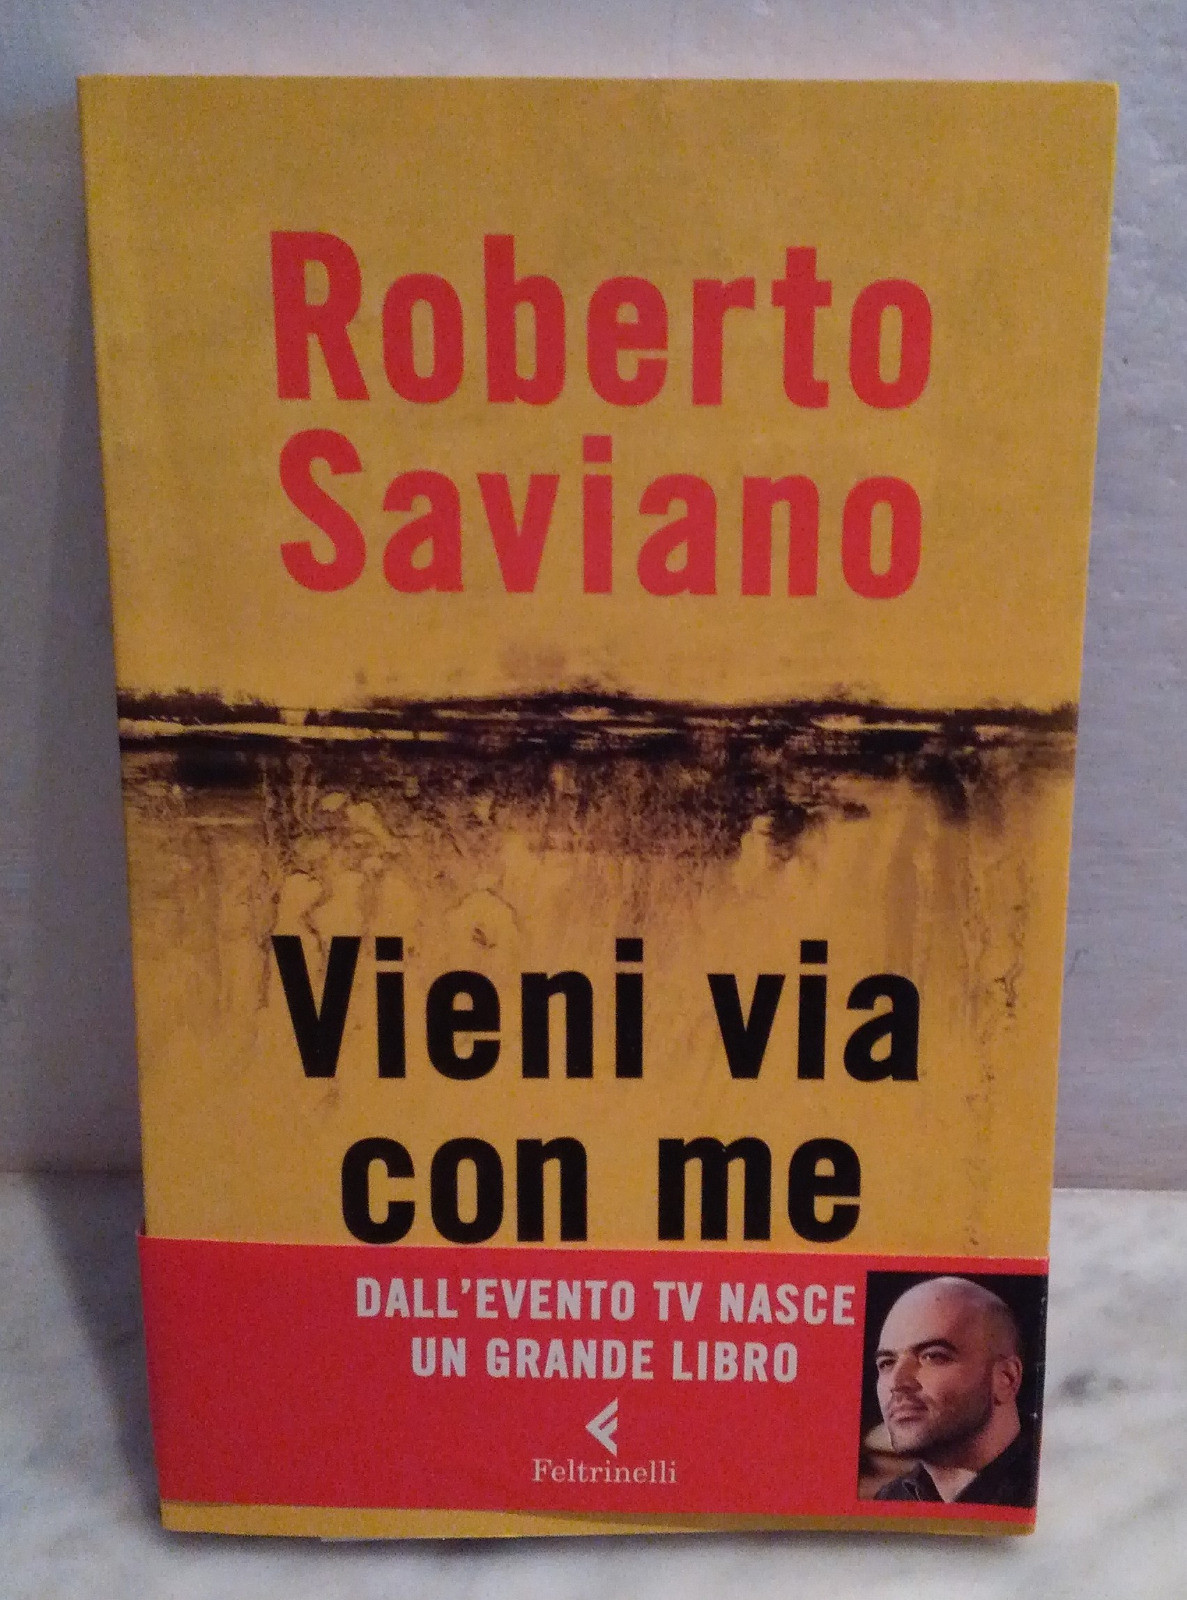 Roberto
Saviano
Vieni via
con me
DALL'EVENTO TV NASCE
UN GRANDE LIBRO
Feltrinelli